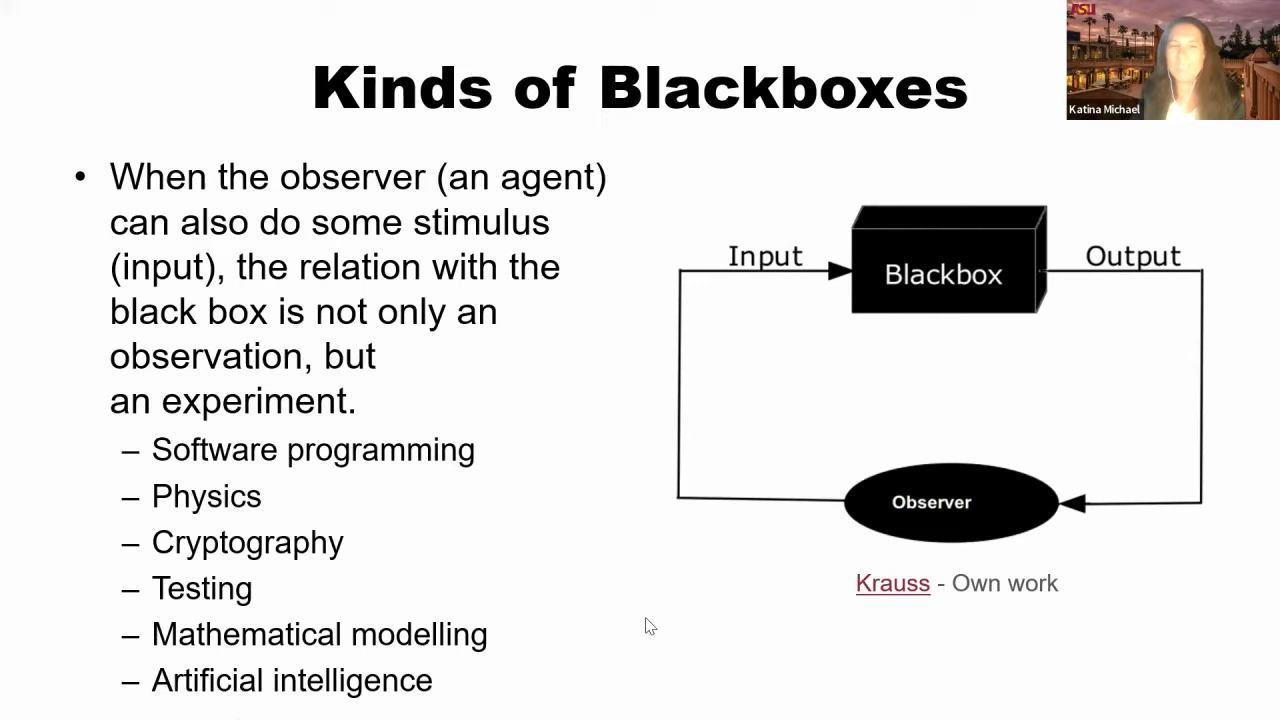 ASU
Katina Michael
Kinds of Blackboxes
• When the observer (an agent)
can also do some stimulus
(input), the relation with the
black box is not only an
observation, but
an experiment.
– Software programming
– Physics
– Cryptography
– Testing
– Mathematical modelling
– Artificial intelligence
Input
Blackbox
Output
Observer
Krauss - Own work